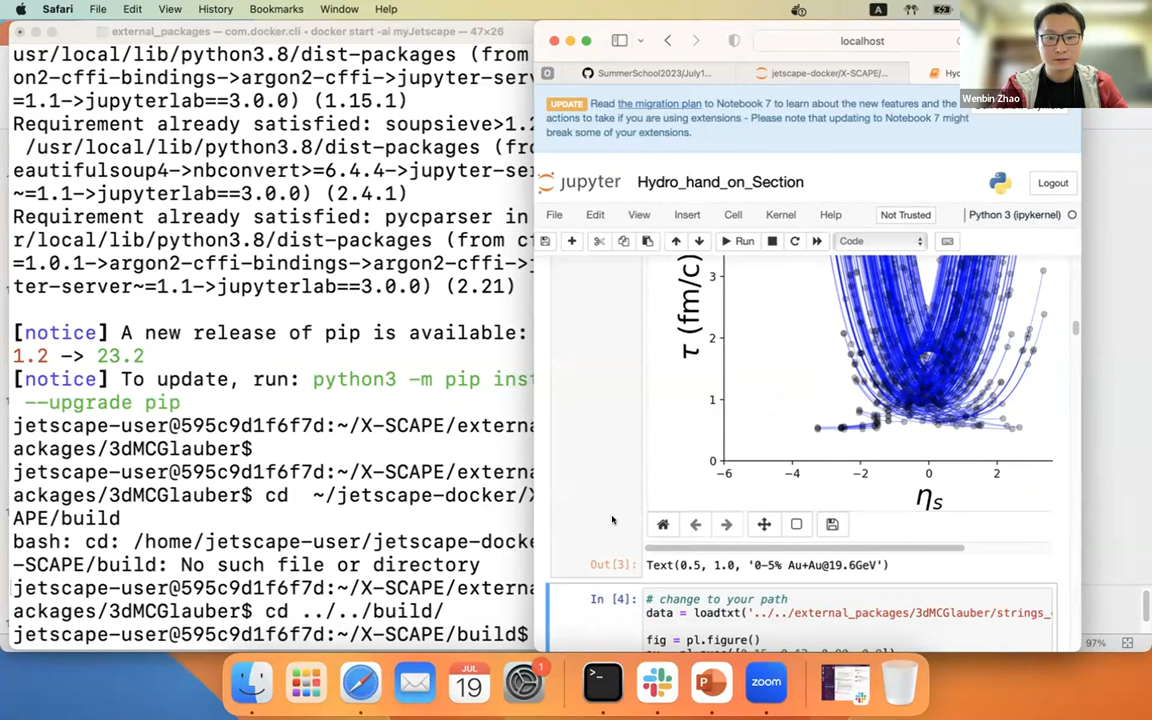 Safari File Edit View History Bookmarks Window Help
external_packages — com.docker.cli ◂ docker start -ai myJetscape — 47×26
usr/local/lib/python3.8/dist-packages (from
on2-cffi-bindings->argon2-cffi->jupyter-ser
=1.1->jupyterlab==3.0.0) (1.15.1)
Requirement already satisfied: soupsieve>1.2
/usr/local/lib/python3.8/dist-packages (fro
eautifulsoup4->nbconvert>=6.4.4->jupyter-se
~=1.1->jupyterlab==3.0.0) (2.4.1)
Requirement already satisfied: pycparser in
r/local/lib/python3.8/dist-packages (from cf
=1.0.1->argon2-cffi-bindings->argon2-cffi->
ter-server~=1.1->jupyterlab==3.0.0) (2.21)
[notice] A new release of pip is available:
1.2 -> 23.2
[notice] To update, run: python3 -m pip inst
--upgrade pip
jetscape-user@595c9d1f6f7d:~/X-SCAPE/externa
ackages/3dMCGlauber$
jetscape-user@595c9d1f6f7d:~/X-SCAPE/externa
ackages/3dMCGlauber$ cd ~/jetscape-docker/X
APE/build
bash: cd: /home/jetscape-user/jetscape-docke
-SCAPE/build: No such file or directory
jetscape-user@595c9d1f6f7d:~/X-SCAPE/externa
ackages/3dMCGlauber$ cd ../../build/
jetscape-user@595c9d1f6f7d:~/X-SCAPE/build$
localhost
SummerSchool2023/July1...
jetscape-docker/X-SCAPE/...
Hyd
Wenbin Zhao
UPDATE Read the migration plan to Notebook 7 to learn about the new features and the
actions to take if you are using extensions - Please note that updating to Notebook 7 might
break some of your extensions.
jupyter Hydro_hand_on_Section
Logout
File Edit View Insert Cell Kernel Help
Not Trusted
Python 3 (ipykernel)
Run
Code
τ (fm/c)
3
2
1
0
−6 −4 −2 0 2
ηs
Out[3]: Text(0.5, 1.0, '0-5% Au+Au@19.6GeV')
In [4]: # change to your path
data = loadtxt('../../external_packages/3dMCGlauber/strings_
fig = pl.figure()
97%
JUL
19
1
zoom